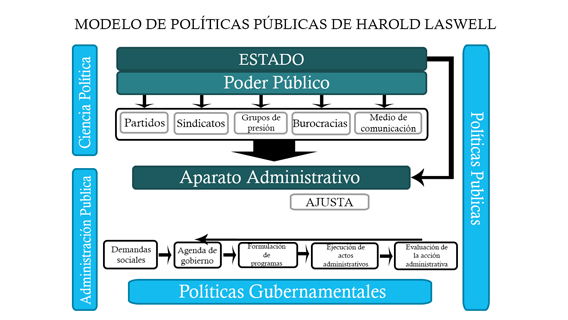 MODELO DE POLÍTICAS PÚBLICAS DE HAROLD LASWELL
Ciencia Política
ESTADO
Poder Público
Partidos
Sindicatos
Grupos de
presión
Burocracias
Medio de
comunicación
Aparato Administrativo
AJUSTA
Políticas Publicas
Administración Publica
Demandas
sociales
Agenda de
gobierno
Formulación
de
programas
Ejecución de
actos
administrativos
Evaluación de
la acción
administrativa
Políticas Gubernamentales